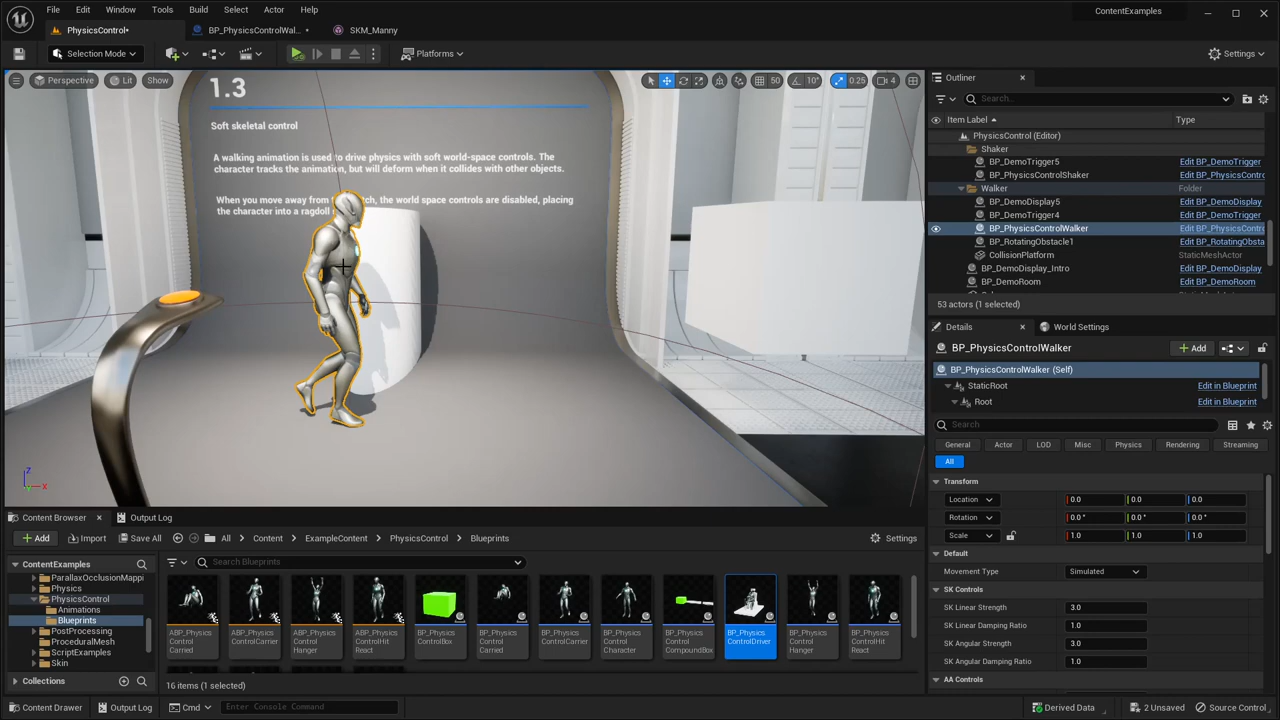 File Edit Window Tools Build Select Actor Help
ContentExamples
PhysicsControl•
BP_PhysicsControlWal... •
SKM_Manny
Selection Mode
Platforms
Settings
Perspective Lit Show
50 10° 0.25 4
1.3
Soft skeletal control
A walking animation is used to drive physics with soft world-space controls. The
character tracks the animation, but will deform when it collides with other objects.
When you move away from
the world space controls are disabled, placing
the character into a ragdoll
Outliner
Search...
Item Label Type
PhysicsControl (Editor)
Shaker
BP_DemoTrigger5 Edit BP_DemoTrigger
BP_PhysicsControlShaker Edit BP_PhysicsContro
Walker Folder
BP_DemoDisplay5 Edit BP_DemoDisplay
BP_DemoTrigger4 Edit BP_DemoTrigger
BP_PhysicsControlWalker Edit BP_PhysicsContro
BP_RotatingObstacle1 Edit BP_RotatingObsta
CollisionPlatform StaticMeshActor
BP_DemoDisplay_Intro Edit BP_DemoDisplay
BP_DemoRoom Edit BP_DemoRoom
53 actors (1 selected)
Details
World Settings
BP_PhysicsControlWalker
Add
BP_PhysicsControlWalker (Self)
StaticRoot Edit in Blueprint
Root Edit in Blueprint
Search
General Actor LOD Misc Physics Rendering Streaming
All
Transform
Location 0.0 0.0 0.0
Rotation 0.0° 0.0° 0.0°
Scale 1.0 1.0 1.0
Default
Movement Type Simulated
SK Controls
SK Linear Strength 3.0
SK Linear Damping Ratio 1.0
SK Angular Strength 3.0
SK Angular Damping Ratio 1.0
AA Controls
Content Browser
Output Log
Add Import Save All All Content ExampleContent PhysicsControl Blueprints
Settings
ContentExamples
ParallaxOcclusionMappi
Physics
PhysicsControl
Animations
Blueprints
PostProcessing
ProceduralMesh
ScriptExamples
Skin
Collections
Search Blueprints
ABP_Physics Control Carried
ABP_Physics ControlCarrier
ABP_Physics Control Hanger
ABP_Physics ControlHit React
BP_Physics ControlBox
BP_Physics Control Carried
BP_Physics ControlCarrier
BP_Physics Control Character
BP_Physics Control CompoundBox
BP_Physics ControlDriver
BP_Physics Control Hanger
BP_Physics ControlHit React
16 items (1 selected)
Content Drawer Output Log Cmd Enter Console Command
Derived Data 2 Unsaved Source Control